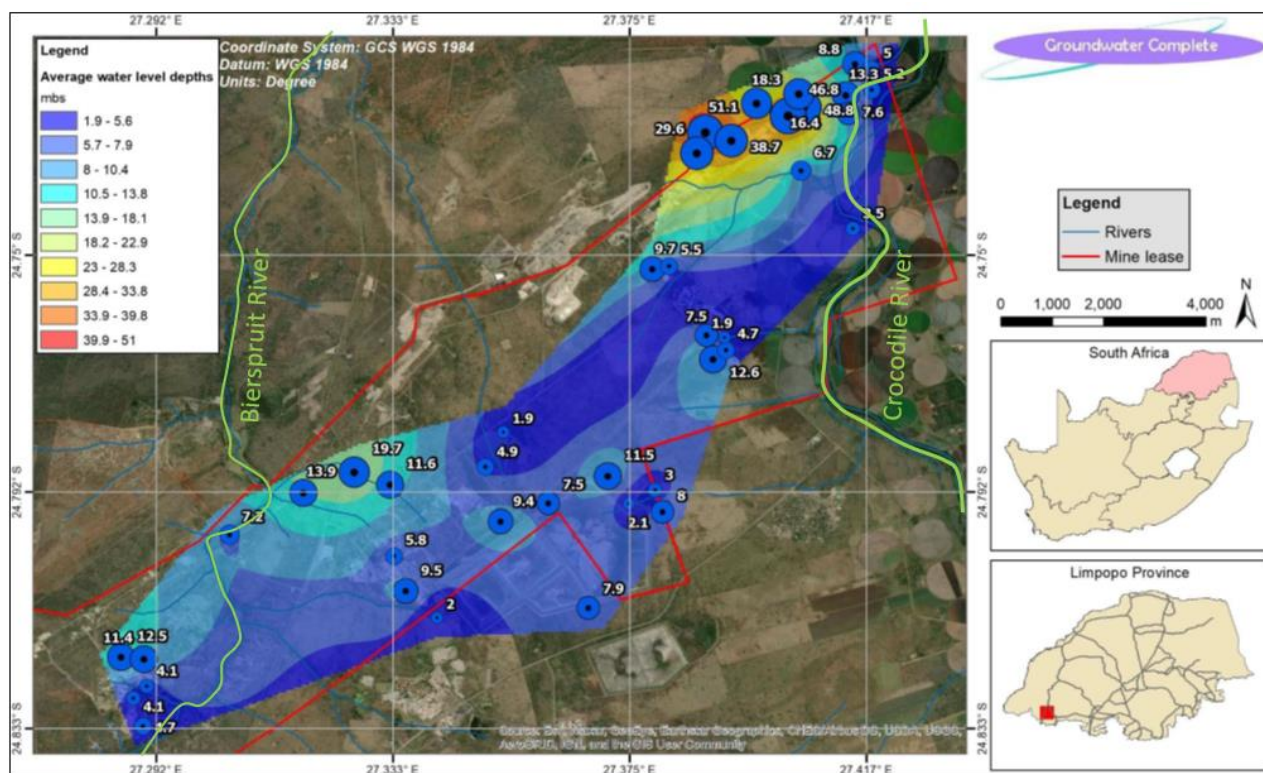 27.292° E
27.333° E
27.375° E
27.417° E
Legend
Average water level depths
mbs
1.9 - 5.6
5.7 - 7.9
8 - 10.4
10.5 - 13.8
13.9 - 18.1
18.2 - 22.9
23 - 28.3
28.4 - 33.8
33.9 - 39.8
39.9 - 51
Coordinate System: GCS WGS 1984
Datum: WGS 1984
Units: Degree
8.8
5
18.3
46.8
13.3
5.2
51.1
48.8
7.6
29.6
16.4
38.7
6.7
3.5
9.7
5.5
7.5
1.9
4.7
12.6
1.9
4.9
19.7
11.6
13.9
11.5
3
7.5
8
9.4
2.1
7.2
5.8
9.5
2
7.9
11.4
12.5
4.1
4.1
Bierspruit River
Crocodile River
24.75° S
24.792° S
24.833° S
24.75° S
24.792° S
24.833° S
AeroGRID, IGN, and the GIS User Community
27.292° E
27.333° E
27.375° E
27.417° E
Groundwater Complete
Legend
Rivers
Mine lease
0 1,000 2,000 4,000
m
N
South Africa
Limpopo Province